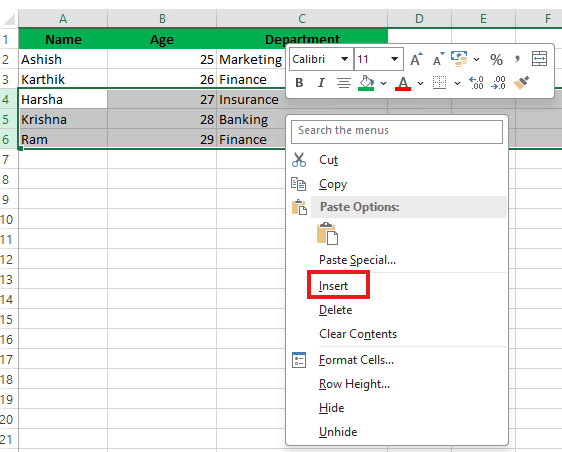 A B C D E F
1 Name Age Department
2 Ashish 25 Marketing
Calibri 11 A A % ,
3 Karthik 26 Finance
B I A .00 .00
4 Harsha 27 Insurance
5 Krishna 28 Banking
Search the menus
6 Ram 29 Finance
7 Cut
8 Copy
9 Paste Options:
10
11
12 Paste Special...
13 Insert
14 Delete
15 Clear Contents
16
17 Format Cells...
18 Row Height...
19 Hide
20 Unhide
21